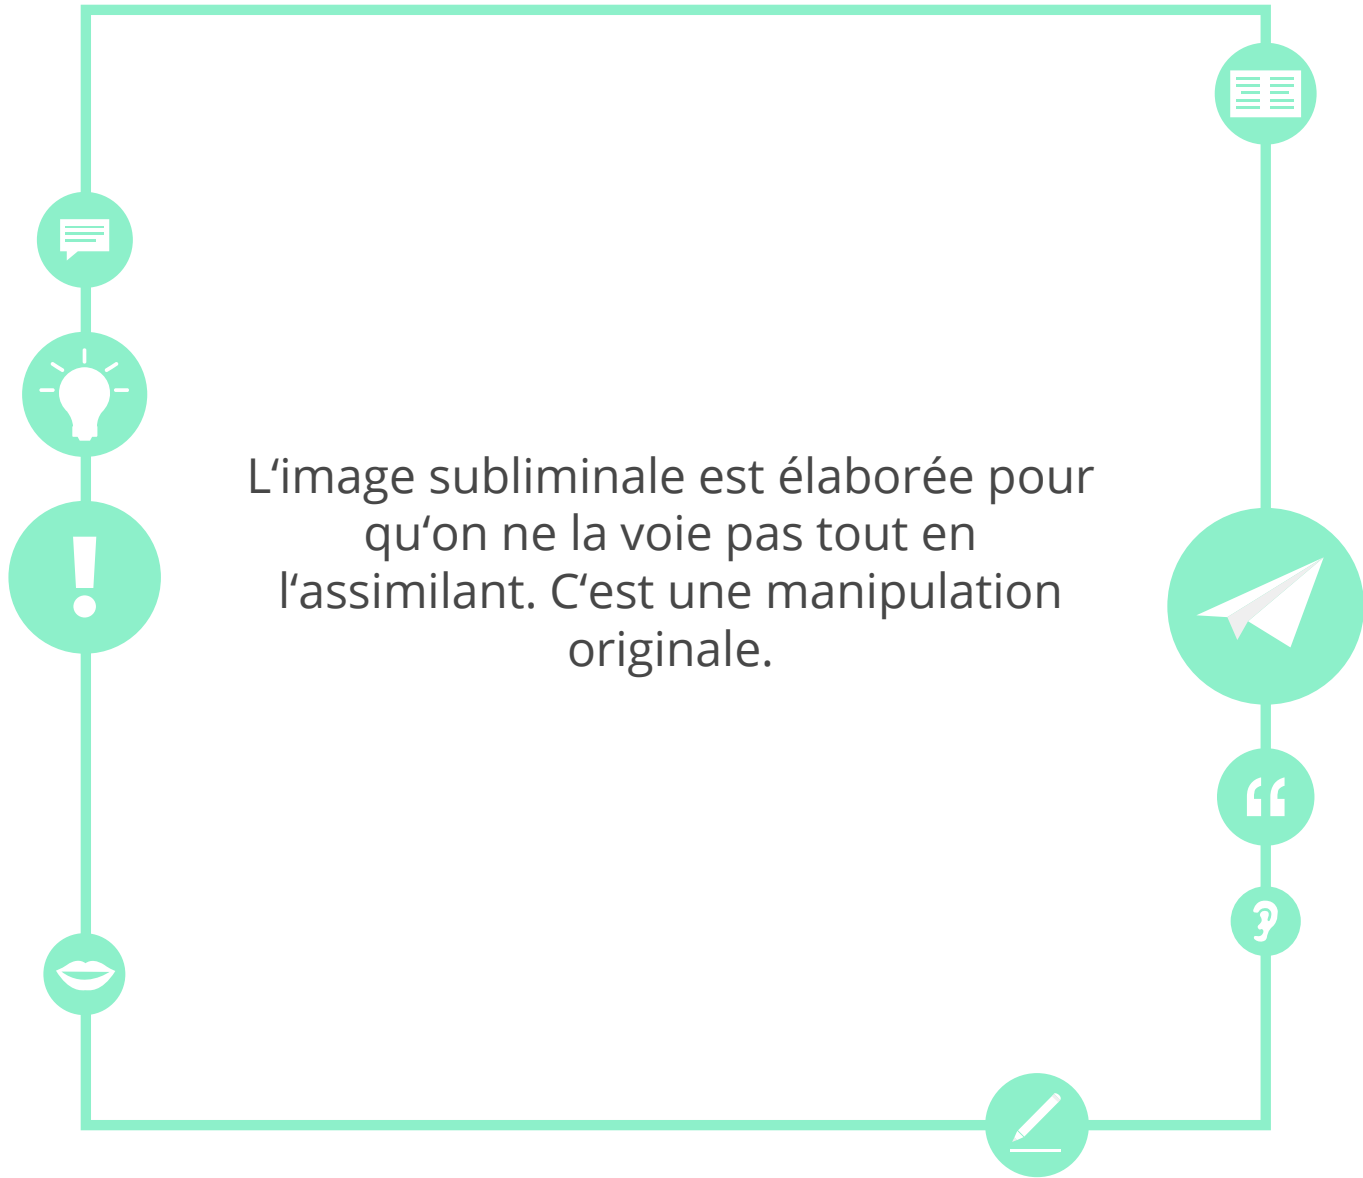 L‘image subliminale est élaborée pour
qu‘on ne la voie pas tout en
l‘assimilant. C‘est une manipulation
originale.